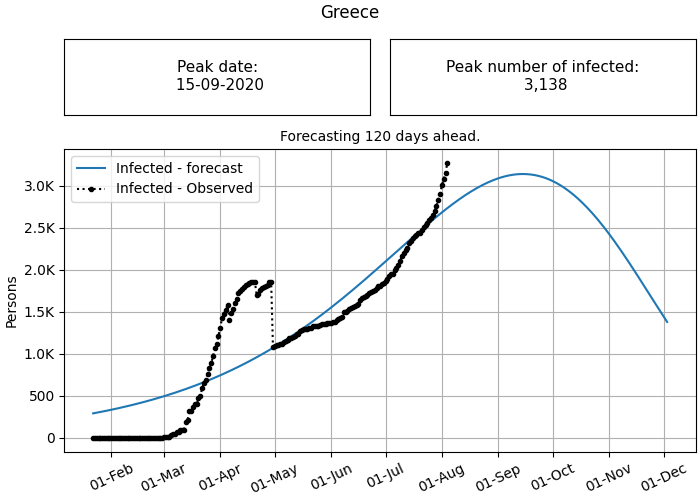 Greece
Peak date:
15-09-2020
Peak number of infected:
3,138
Forecasting 120 days ahead.
Infected - forecast
Infected - Observed
Persons
3.0K
2.5K
2.0K
1.5K
1.0K
500
0
01-Feb
01-Mar
01-Apr
01-May
01-Jun
01-Jul
01-Aug
01-Sep
01-Oct
01-Nov
01-Dec